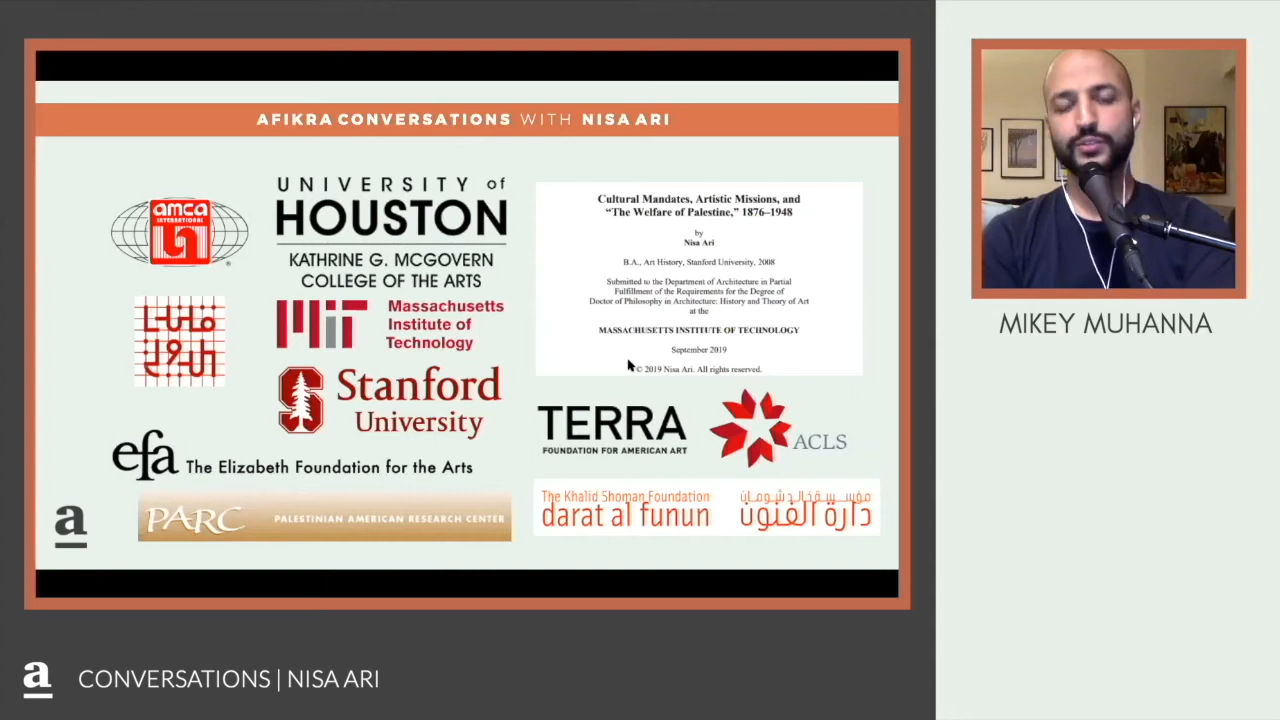 AFIKRA CONVERSATIONS WITH NISA ARI
amca
INTERNATIONAL
UNIVERSITY of
HOUSTON
KATHRINE G. MCGOVERN
COLLEGE OF THE ARTS
MIT
Massachusetts
Institute of
Technology
Stanford
University
efa The Elizabeth Foundation for the Arts
PARC PALESTINIAN AMERICAN RESEARCH CENTER
Cultural Mandates, Artistic Missions, and
“The Welfare of Palestine,” 1876–1948
by
Nisa Ari
B.A., Art History, Stanford University, 2008
Submitted to the Department of Architecture in Partial
Fulfillment of the Requirements for the Degree of
Doctor of Philosophy in Architecture: History and Theory of Art
at the
MASSACHUSETTS INSTITUTE OF TECHNOLOGY
September 2019
© 2019 Nisa Ari. All rights reserved.
TERRA
FOUNDATION FOR AMERICAN ART
ACLS
The Khalid Shoman Foundation
darat al funun
مؤسسة خالد شومان
دارة الفنون
a
MIKEY MUHANNA
a CONVERSATIONS | NISA ARI